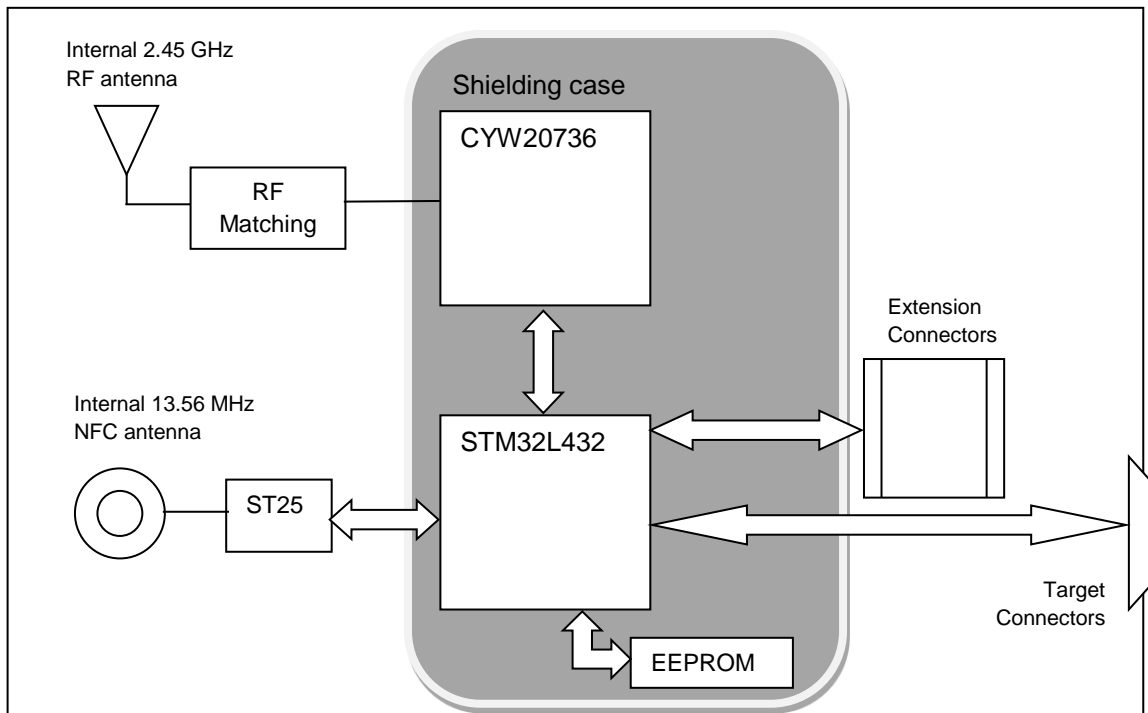 Internal 2.45 GHz
RF antenna
Shielding case
CYW20736
RF
Matching
Extension
Connectors
Internal 13.56 MHz
NFC antenna
STM32L432
ST25
Target
Connectors
EEPROM